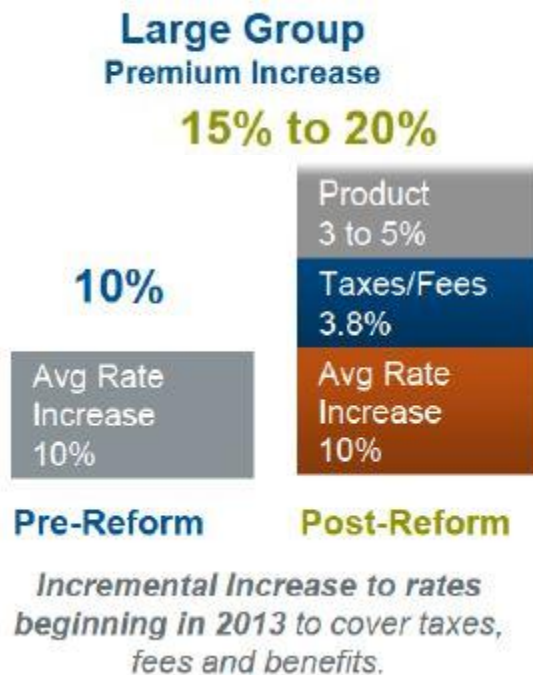 Large Group
Premium Increase
15% to 20%
Product
3 to 5%
10%
Taxes/Fees
3.8%
Avg Rate
Increase
10%
Avg Rate
Increase
10%
Pre-Reform
Post-Reform
Incremental Increase to rates
beginning in 2013 to cover taxes,
fees and benefits.